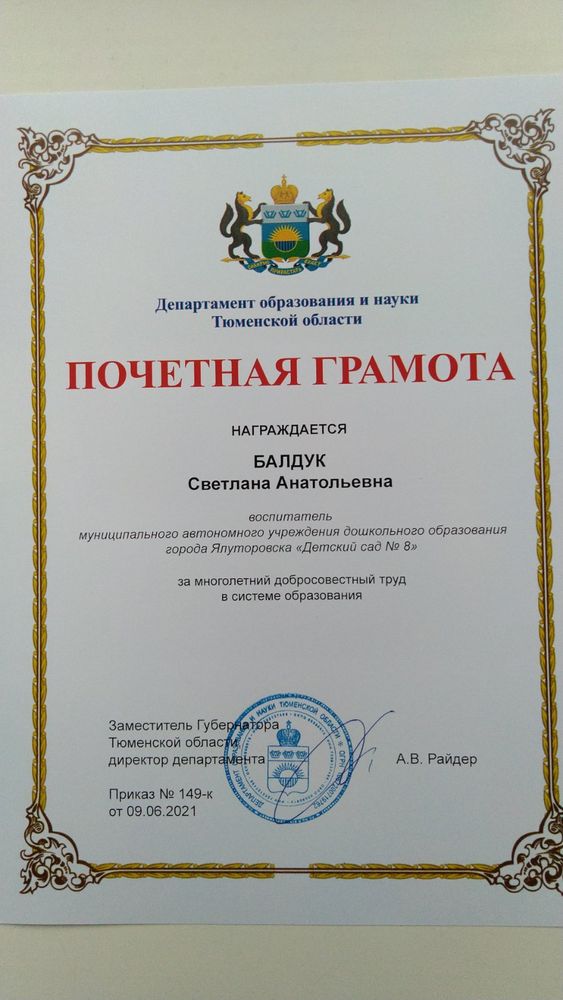 Департамент образования и науки
Тюменской области
ПОЧЕТНАЯ ГРАМОТА
НАГРАЖДАЕТСЯ
БАЛДУК
Светлана Анатольевна
воспитатель
муниципального автономного учреждения дошкольного образования
города Ялуторовска «Детский сад № 8»
за многолетний добросовестный труд
в системе образования
Заместитель Губернатора
Тюменской области,
директор департамента
А.В. Райдер
Приказ № 149-к
от 09.06.2021